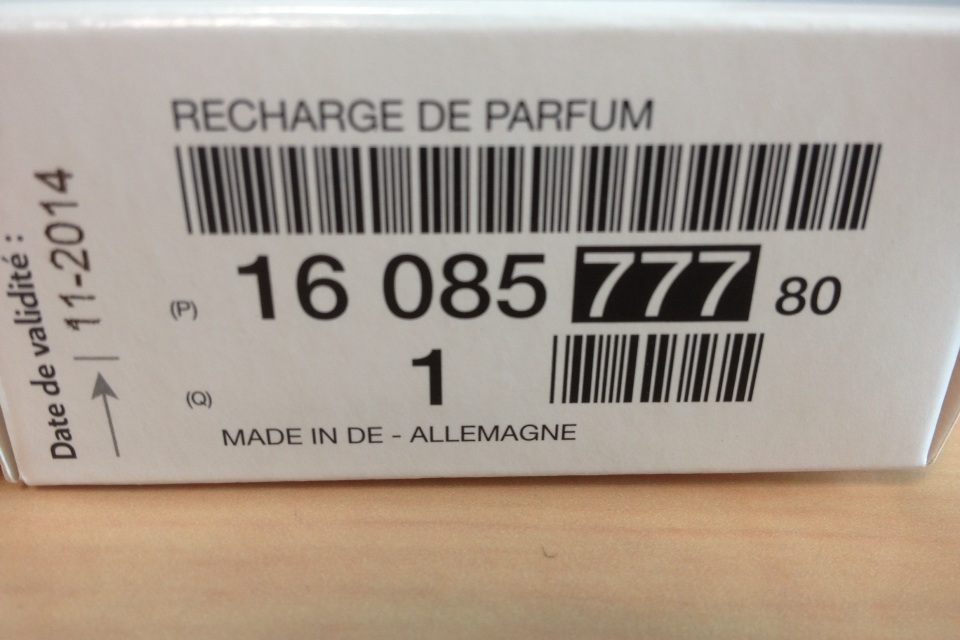 RECHARGE DE PARFUM
(P) 16 085 777 80
(Q) 1
MADE IN DE - ALLEMAGNE
Date de validité :
11-2014